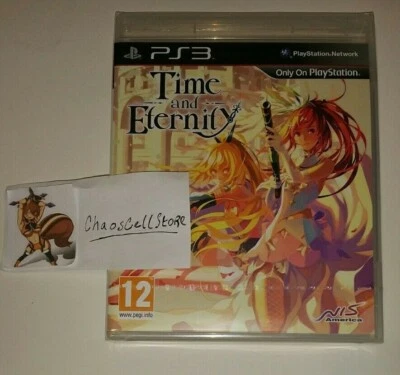 PS3
PlayStation Network
Only On PlayStation.
Time
and
Eternity
ChaosCellStore
12
www.pegi.info
NIS
America